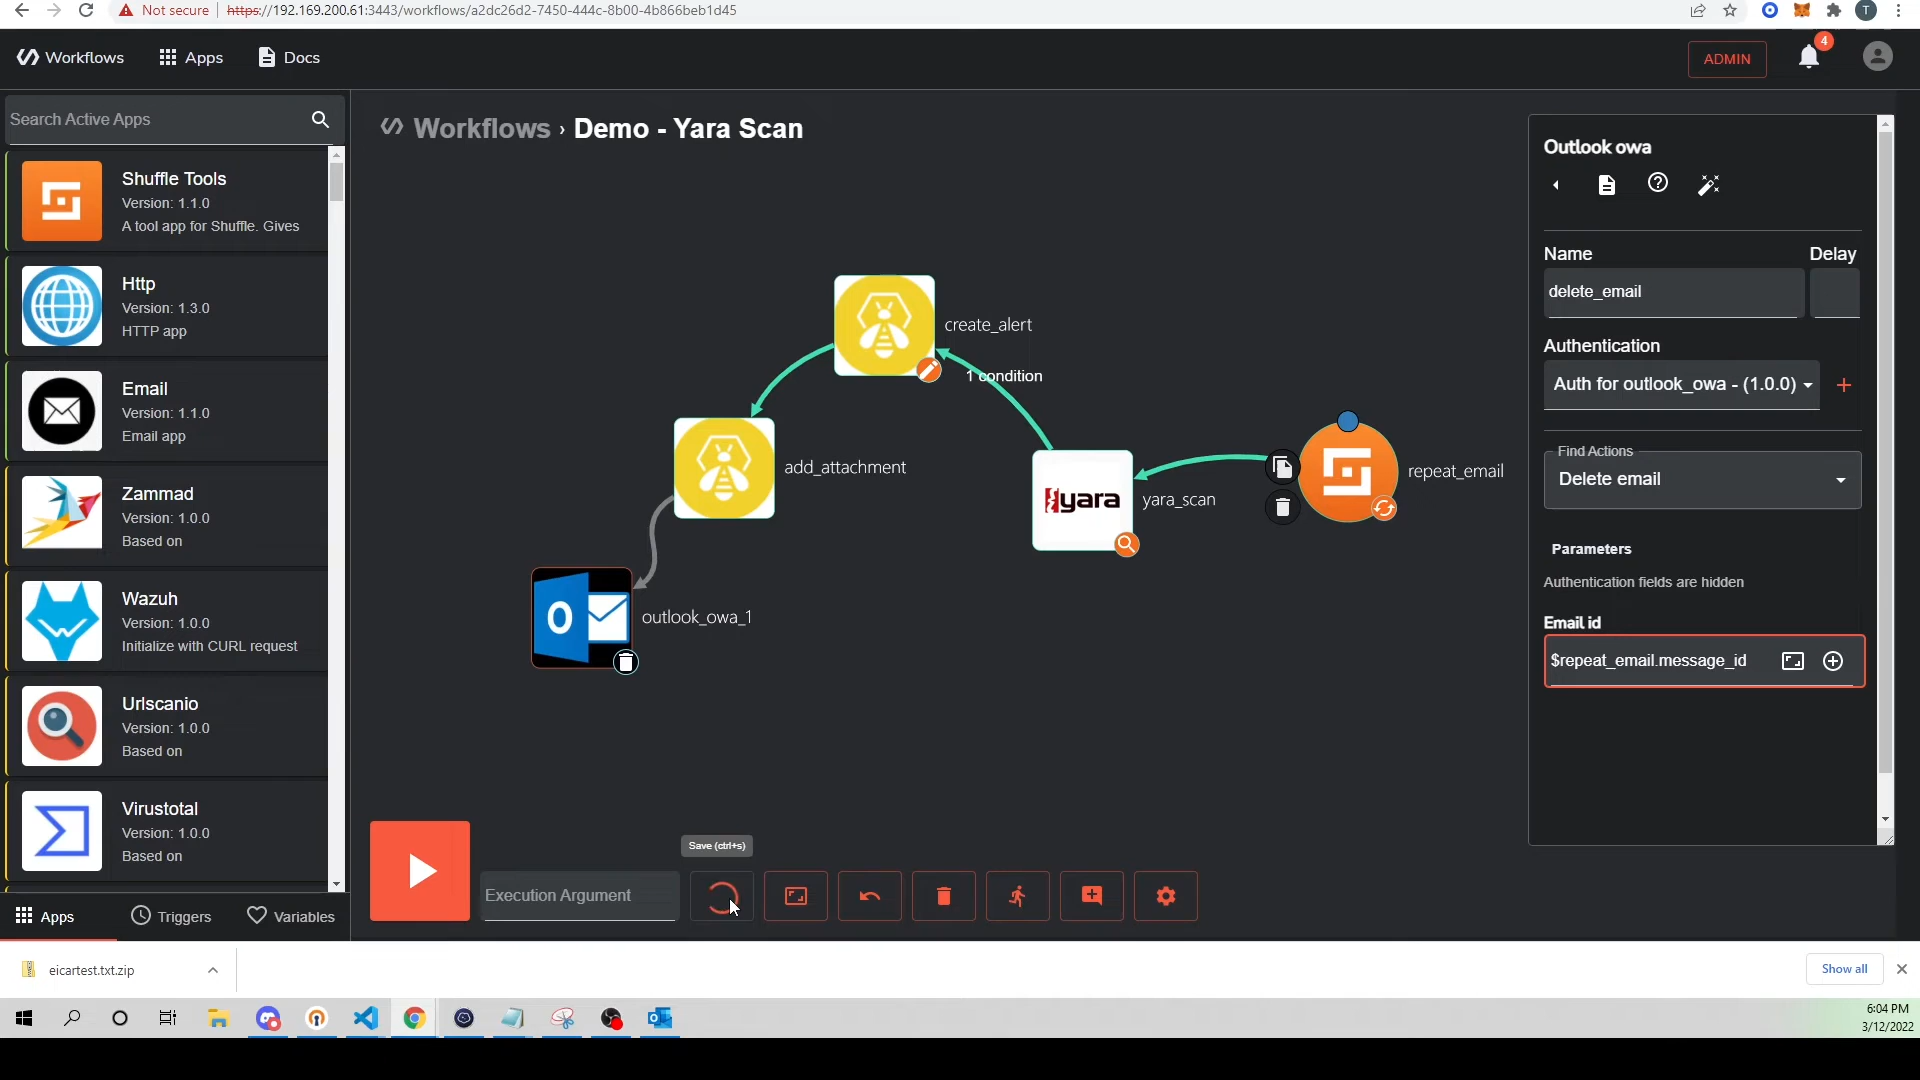 Not secure
https://192.169.200.61:3443/workflows/a2dc26d2-7450-444c-8b00-4b866beb1d45
T
Workflows
Apps
Docs
ADMIN
4
Search Active Apps
Shuffle Tools
Version: 1.1.0
A tool app for Shuffle. Gives
Http
Version: 1.3.0
HTTP app
Email
Version: 1.1.0
Email app
Zammad
Version: 1.0.0
Based on
Wazuh
Version: 1.0.0
Initialize with CURL request
Urlscanio
Version: 1.0.0
Based on
Virustotal
Version: 1.0.0
Based on
Apps
Triggers
Variables
Workflows › Demo - Yara Scan
create_alert
1 condition
add_attachment
yara
yara_scan
repeat_email
outlook_owa_1
Save (ctrl+s)
Execution Argument
Outlook owa
Name
Delay
delete_email
Authentication
Auth for outlook_owa - (1.0.0)
Find Actions
Delete email
Parameters
Authentication fields are hidden
Email id
$repeat_email.message_id
eicartest.txt.zip
Show all
6:04 PM
3/12/2022